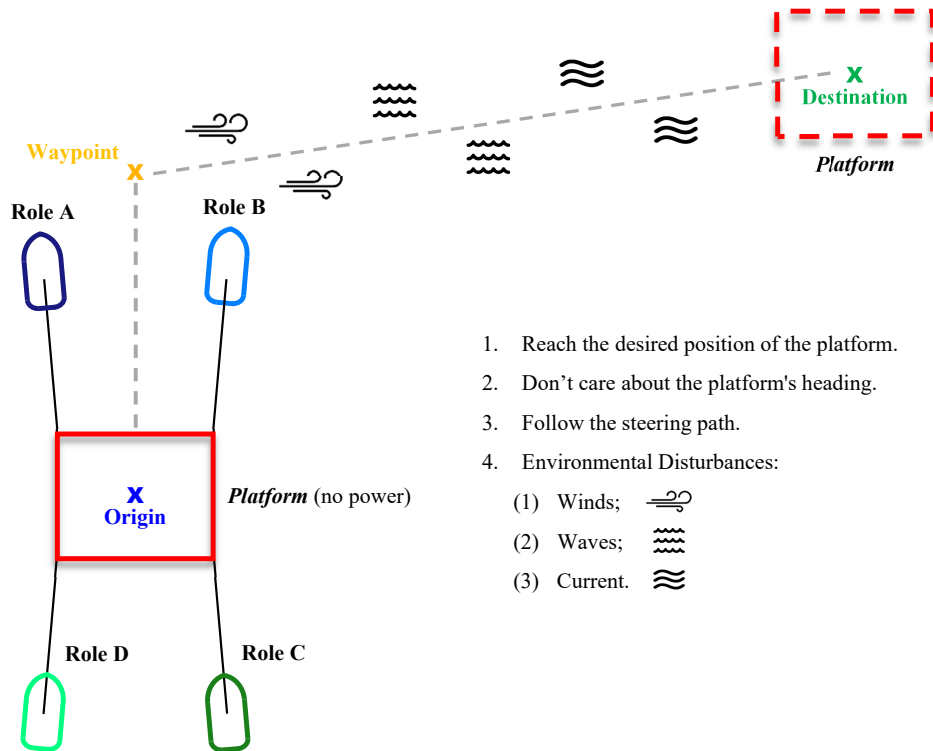 x
Destination
Platform
Waypoint
x
Role A
Role B
1. Reach the desired position of the platform.
2. Don’t care about the platform's heading.
3. Follow the steering path.
4. Environmental Disturbances:
(1) Winds;
(2) Waves;
(3) Current.
x
Origin
Platform (no power)
Role D
Role C